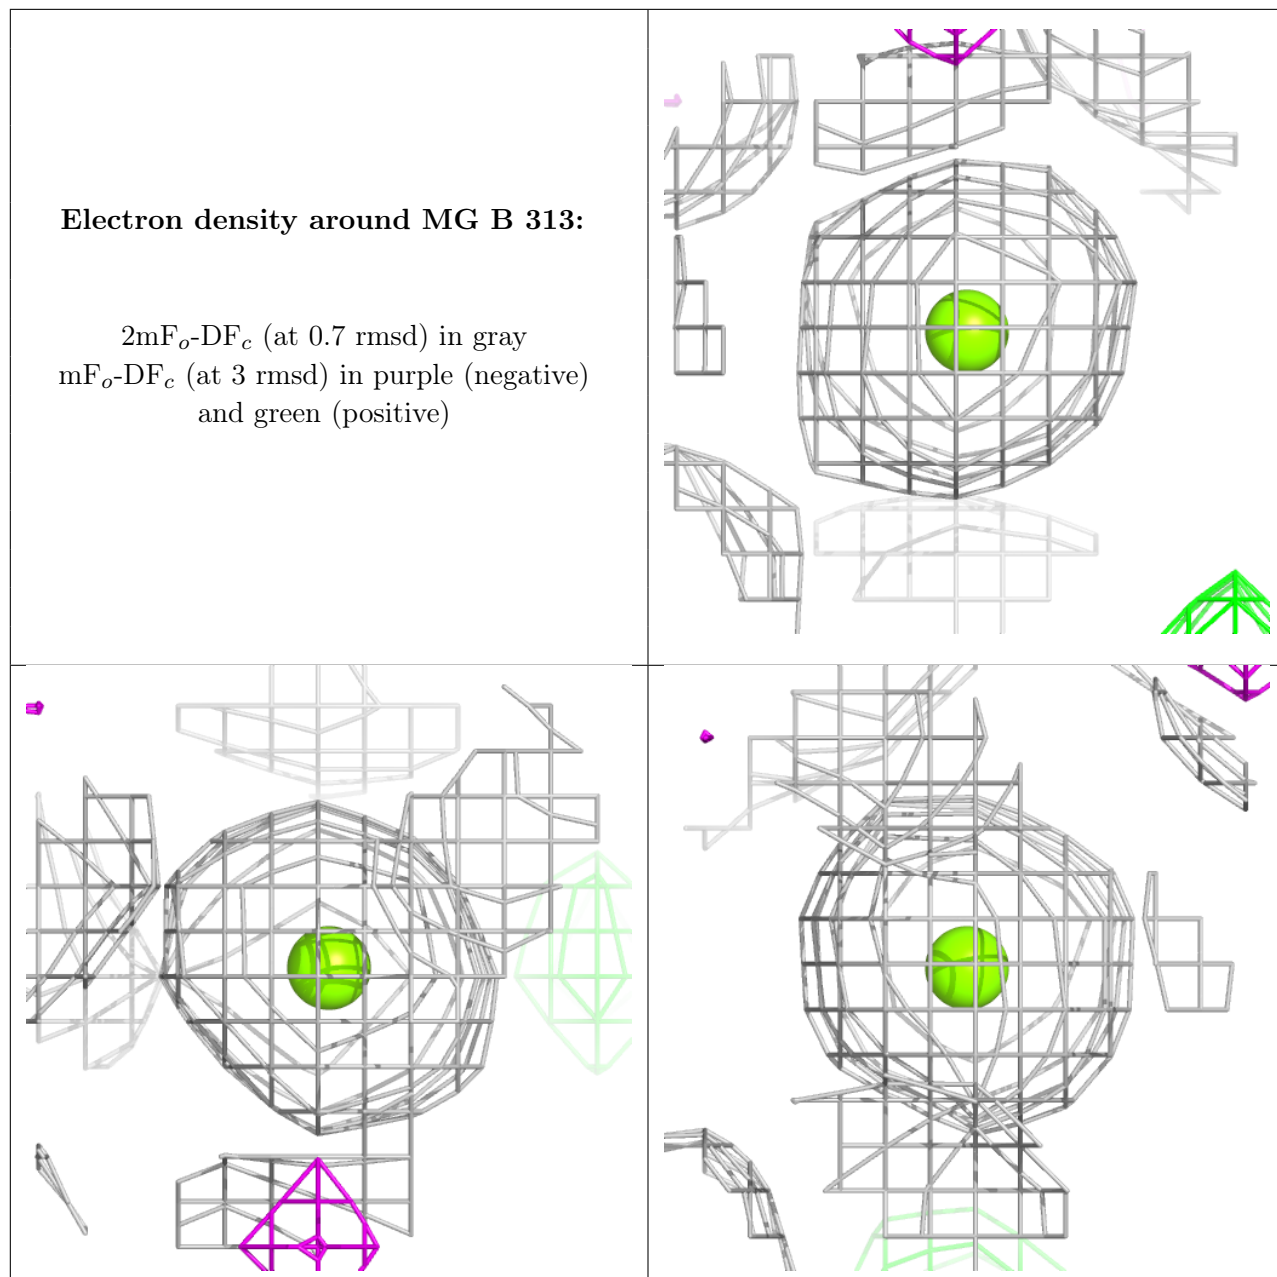 Electron density around MG B 313:
2mFo-DFc (at 0.7 rmsd) in gray
mFo-DFc (at 3 rmsd) in purple (negative)
and green (positive)